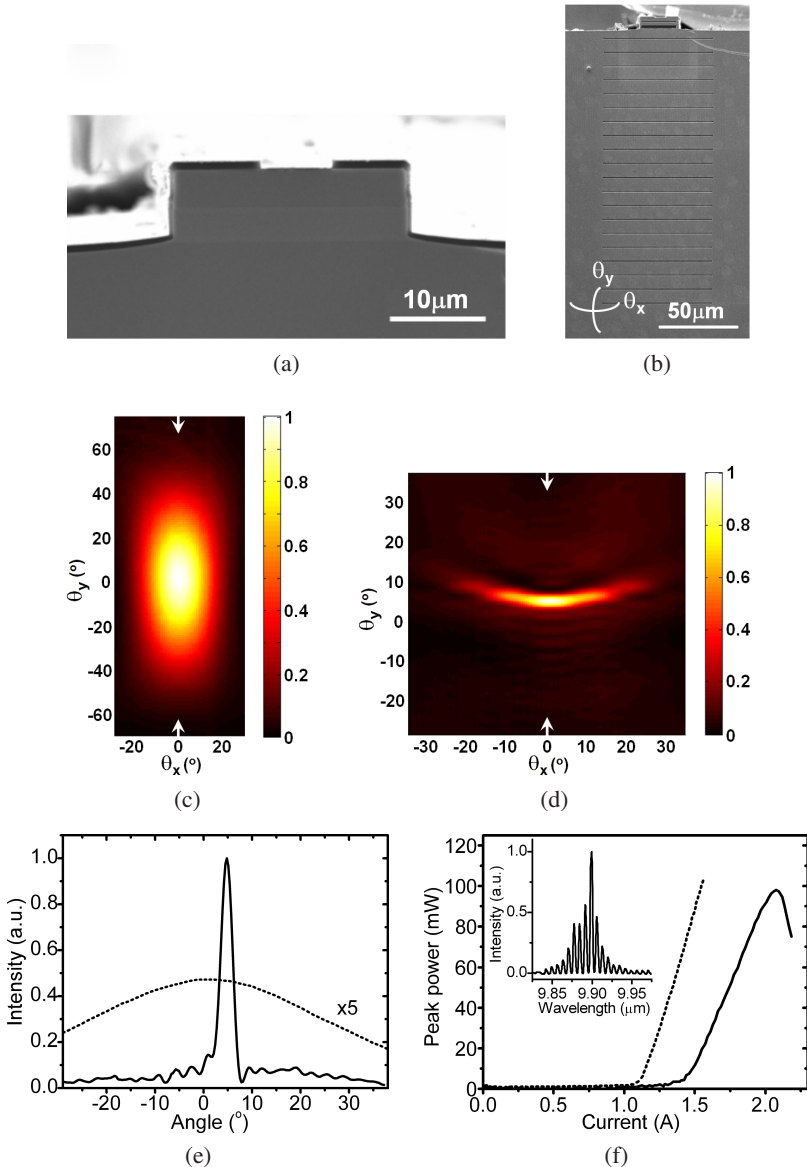 10μm
(a)
θy
θx
50μm
(b)
60
40
20
0
-20
-40
-60
θy (°)
-20 0 20
θx (°)
1
0.8
0.6
0.4
0.2
0
(c)
30
20
10
0
-10
-20
θy (°)
-30 -20 -10 0 10 20 30
θx (°)
1
0.8
0.6
0.4
0.2
0
(d)
1.0
0.8
0.6
0.4
0.2
0.0
Intensity (a.u.)
x5
-20 -10 0 10 20 30
Angle (°)
(e)
120
100
80
60
40
20
0
Peak power (mW)
0.0 0.5 1.0 1.5 2.0
Current (A)
1.0
0.5
0.0
Intensity (a.u.)
9.85 9.90 9.95
Wavelength (μm)
(f)